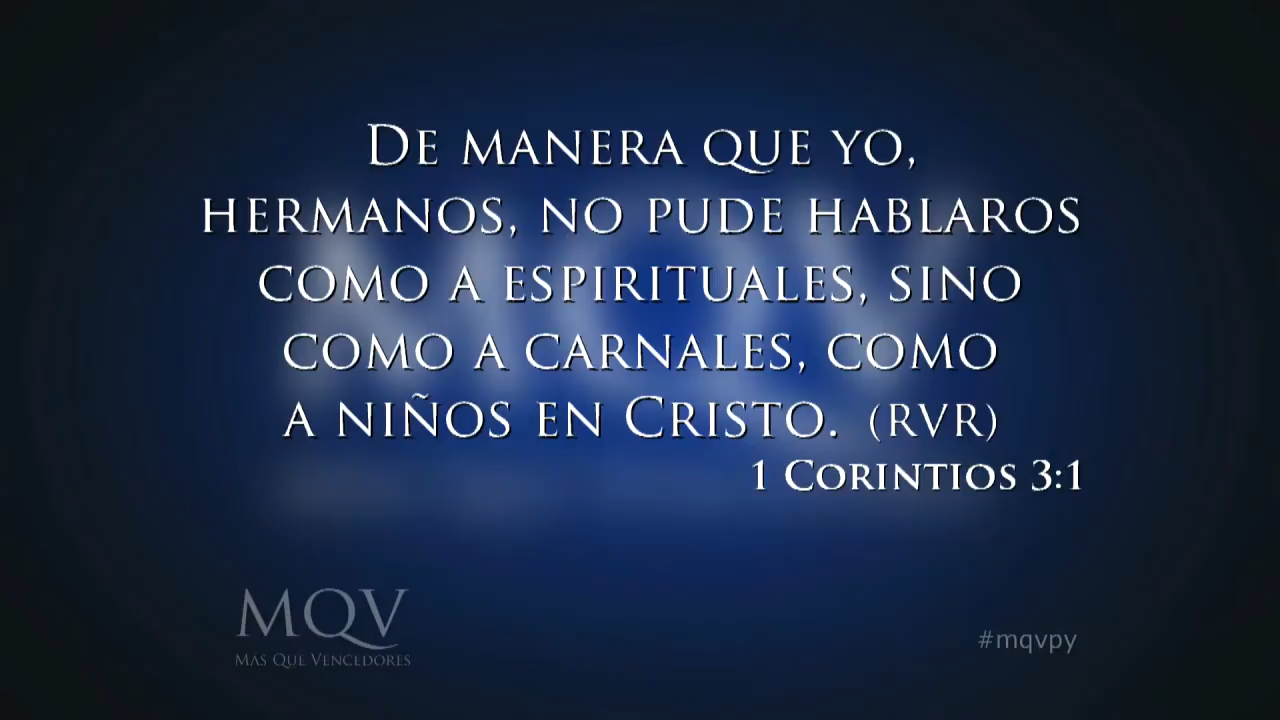 De manera que yo,
hermanos, no pude hablaros
como a espirituales, sino
como a carnales, como
a niños en Cristo. (RVR)
1 Corintios 3:1
MQV
Más Que Vencedores
#mqvpy